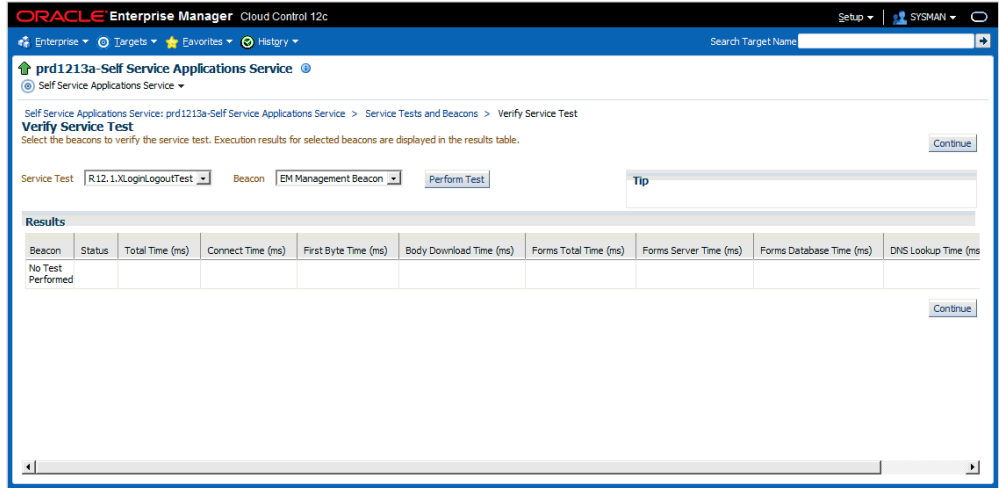 ORACLE Enterprise Manager Cloud Control 12c
Setup SYSMAN
Enterprise Targets Favorites History Search Target Name
prd1213a-Self Service Applications Service
Self Service Applications Service
Self Service Applications Service: prd1213a-Self Service Applications Service > Service Tests and Beacons > Verify Service Test
Verify Service Test
Select the beacons to verify the service test. Execution results for selected beacons are displayed in the results table.
Continue
Service Test R12.1.XLoginLogoutTest Beacon EM Management Beacon Perform Test
Tip
Results
Beacon Status Total Time (ms) Connect Time (ms) First Byte Time (ms) Body Download Time (ms) Forms Total Time (ms) Forms Server Time (ms) Forms Database Time (ms) DNS Lookup Time (ms
No Test
Performed
Continue